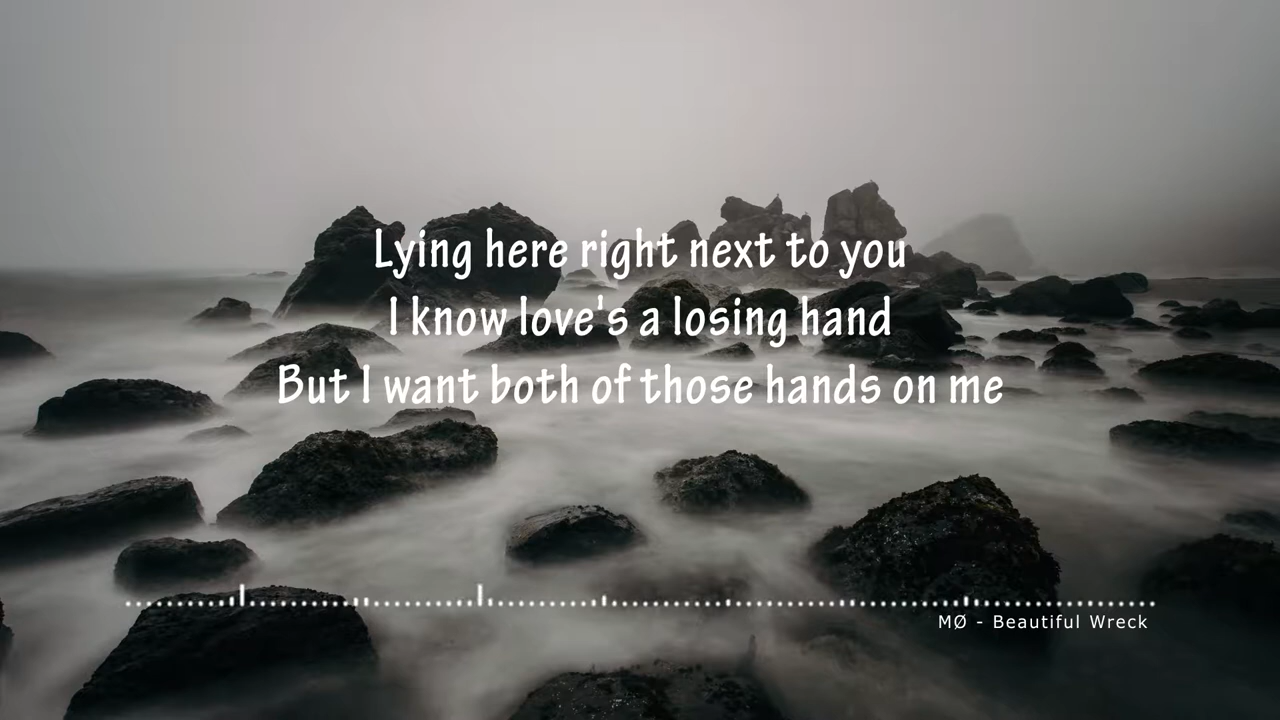 Lying here right next to you
I know love's a losing hand
But I want both of those hands on me
MØ - Beautiful Wreck